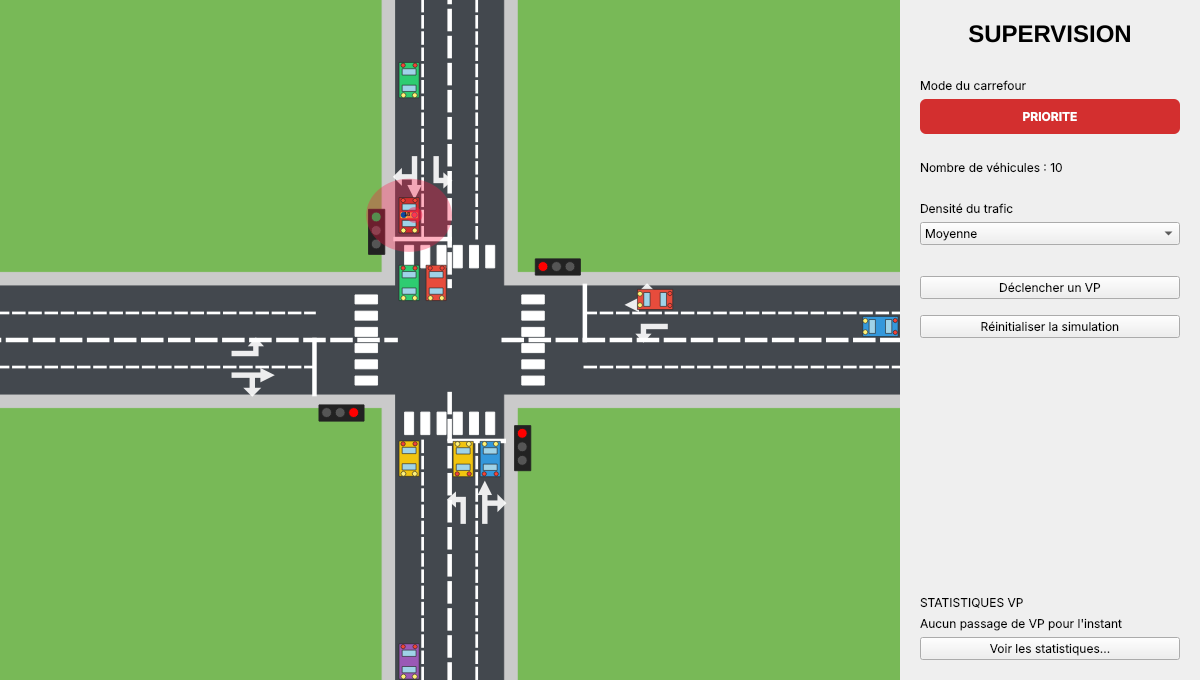 SUPERVISION
Mode du carrefour
PRIORITE
Nombre de véhicules : 10
Densité du trafic
Moyenne
Déclencher un VP
Réinitialiser la simulation
STATISTIQUES VP
Aucun passage de VP pour l'instant
Voir les statistiques...